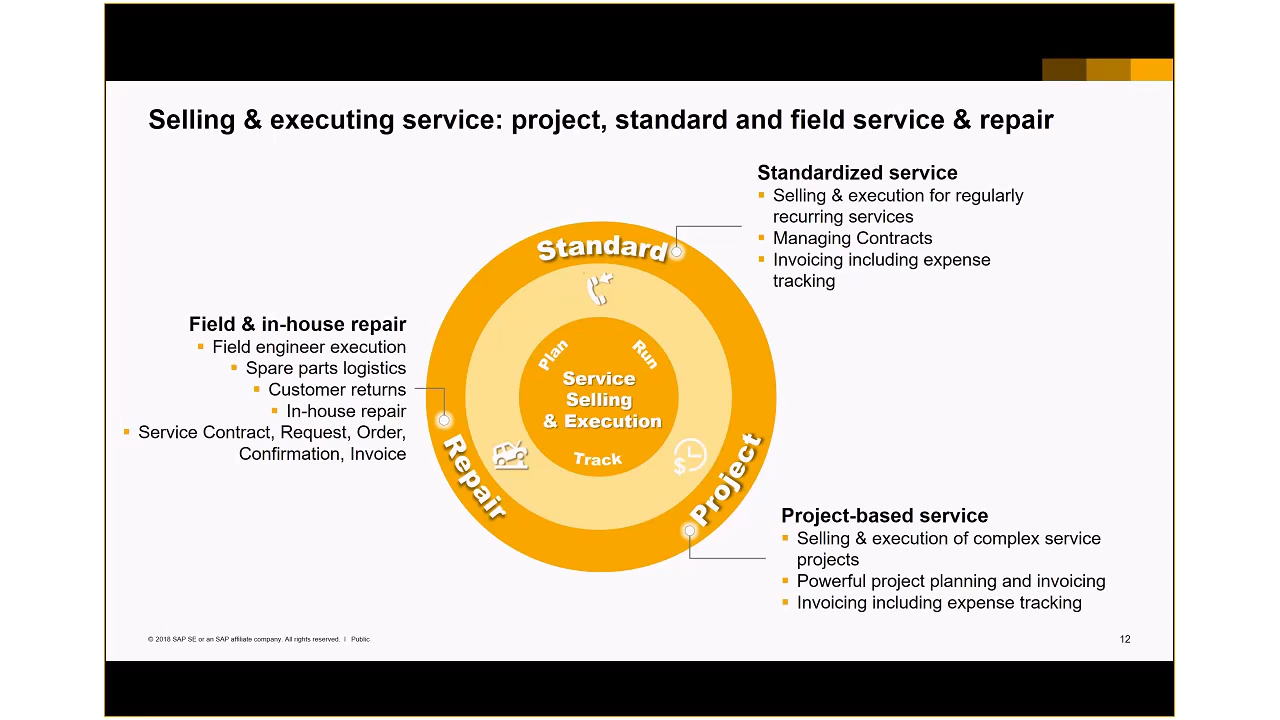 Selling & executing service: project, standard and field service & repair
Standardized service
▪ Selling & execution for regularly
recurring services
▪ Managing Contracts
▪ Invoicing including expense
tracking
Field & in-house repair
▪ Field engineer execution
▪ Spare parts logistics
▪ Customer returns
▪ In-house repair
▪ Service Contract, Request, Order,
Confirmation, Invoice
Standard
Plan
Run
Service
Selling
& Execution
Track
Repair
$
Project
Project-based service
▪ Selling & execution of complex service
projects
▪ Powerful project planning and invoicing
▪ Invoicing including expense tracking
© 2018 SAP SE or an SAP affiliate company. All rights reserved. I Public
12